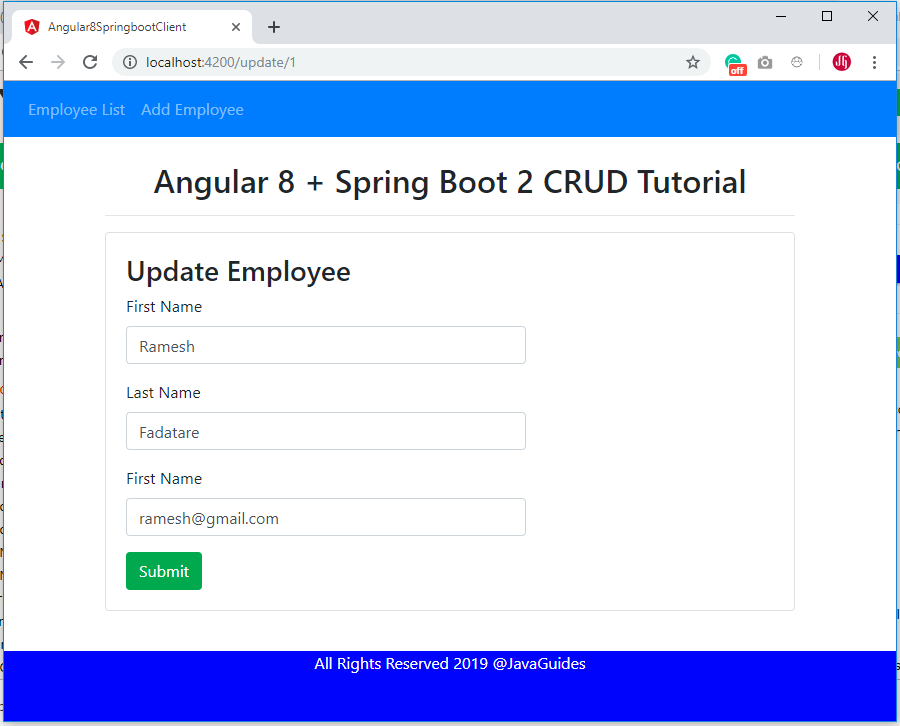 Angular8SpringbootClient
localhost:4200/update/1
off
Employee List Add Employee
Angular 8 + Spring Boot 2 CRUD Tutorial
Update Employee
First Name
Ramesh
Last Name
Fadatare
First Name
ramesh@gmail.com
Submit
All Rights Reserved 2019 @JavaGuides